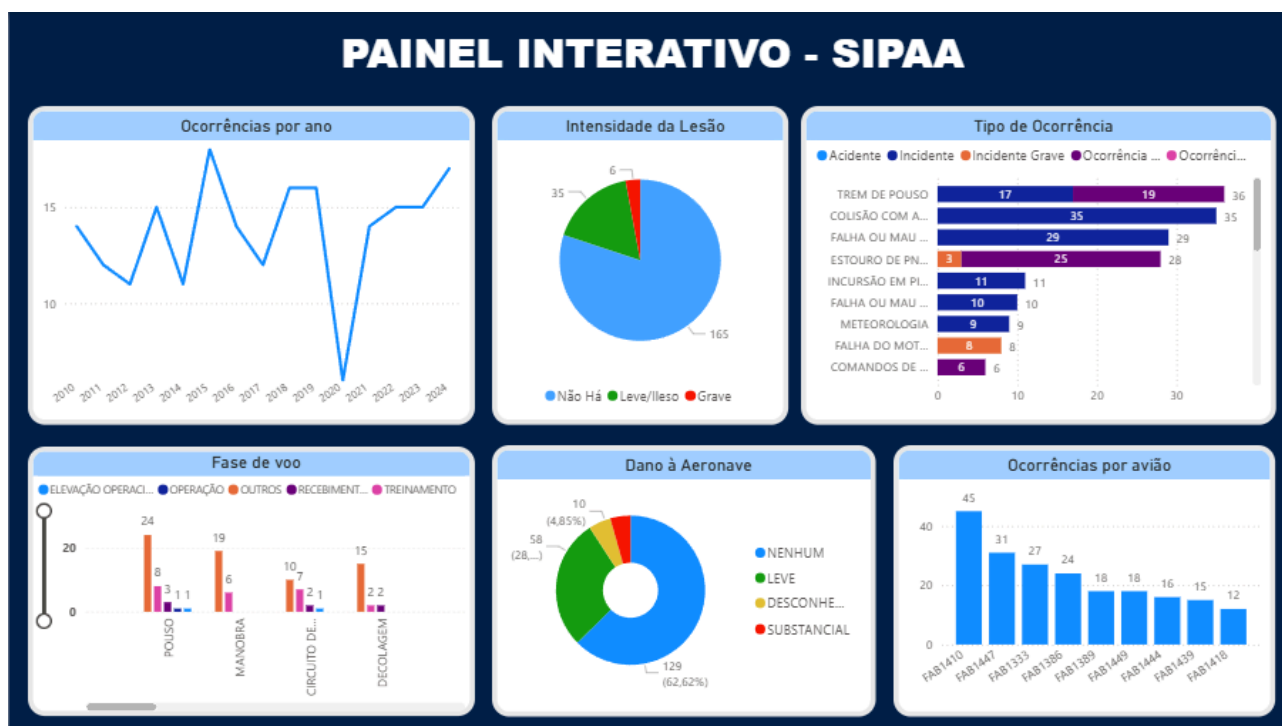 PAINEL INTERATIVO - SIPAA
Ocorrências por ano
15
10
2010 2011 2012 2013 2014 2015 2016 2017 2018 2019 2020 2021 2022 2023 2024
Intensidade da Lesão
6
35
165
Não Há Leve/Ileso Grave
Tipo de Ocorrência
Acidente Incidente Incidente Grave Ocorrência ... Ocorrênci...
TREM DE POUSO 17 19 36
COLISÃO COM A... 35 35
FALHA OU MAU ... 29 29
ESTOURO DE PN... 3 25 28
INCURSÃO EM PI... 11 11
FALHA OU MAU ... 10 10
METEOROLOGIA 9 9
FALHA DO MOT... 8 8
COMANDOS DE ... 6 6
0 10 20 30
Fase de voo
ELEVAÇÃO OPERACI... OPERAÇÃO OUTROS RECEBIMENT... TREINAMENTO
20
0
24 8 3 1 1
19 6
10 7 2 1
15 2 2
POUSO
MANOBRA
CIRCUITO DE...
DECOLAGEM
Dano à Aeronave
10
(4,85%)
58
(28,...)
129
(62,62%)
NENHUM
LEVE
DESCONHE...
SUBSTANCIAL
Ocorrências por avião
40
20
0
45 31 27 24 18 18 16 15 12
FAB1410 FAB1447 FAB1333 FAB1386 FAB1389 FAB1449 FAB1444 FAB1439 FAB1418